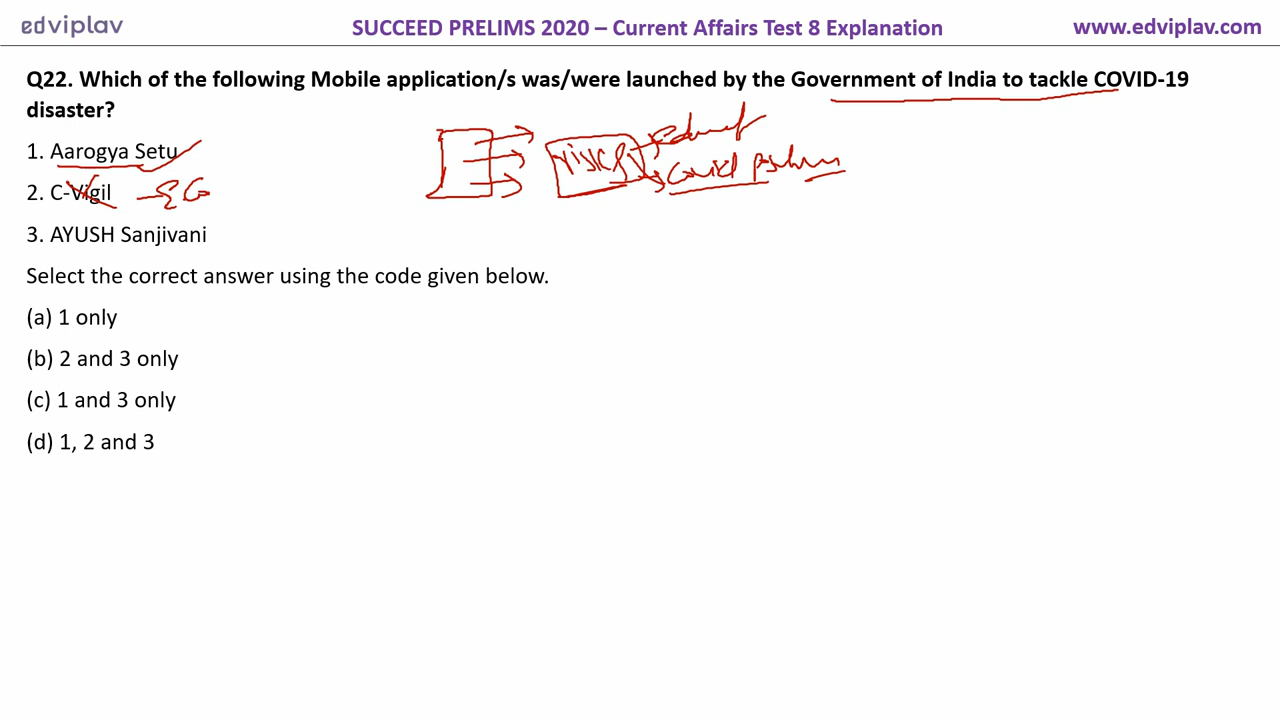 edviplav
SUCCEED PRELIMS 2020 – Current Affairs Test 8 Explanation
www.edviplav.com
Q22. Which of the following Mobile application/s was/were launched by the Government of India to tackle COVID-19
disaster?
1. Aarogya Setu
2. C-Vigil
3. AYUSH Sanjivani
Select the correct answer using the code given below.
(a) 1 only
(b) 2 and 3 only
(c) 1 and 3 only
(d) 1, 2 and 3